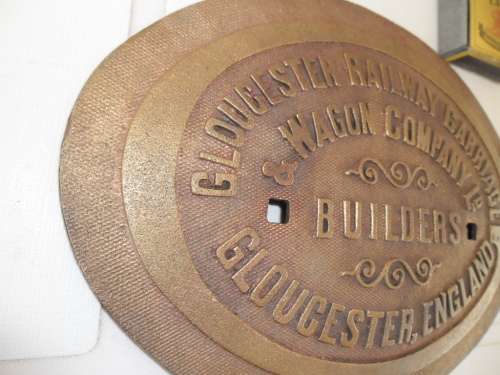 GLOUCESTER RAILWAY CARRIAGE
& WAGON COMPANY LD
BUILDERS
GLOUCESTER, ENGLAND